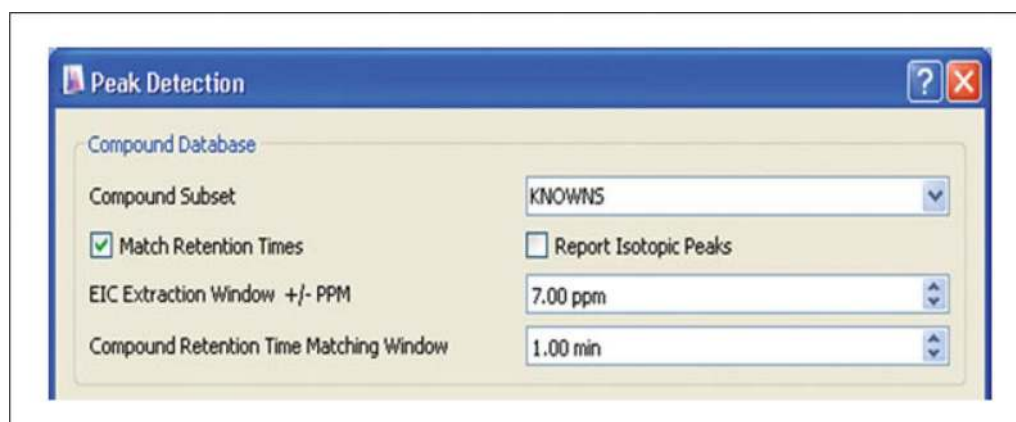 Peak Detection
Compound Database
Compound Subset KNOWNS
Match Retention Times Report Isotopic Peaks
EIC Extraction Window +/- PPM 7.00 ppm
Compound Retention Time Matching Window 1.00 min